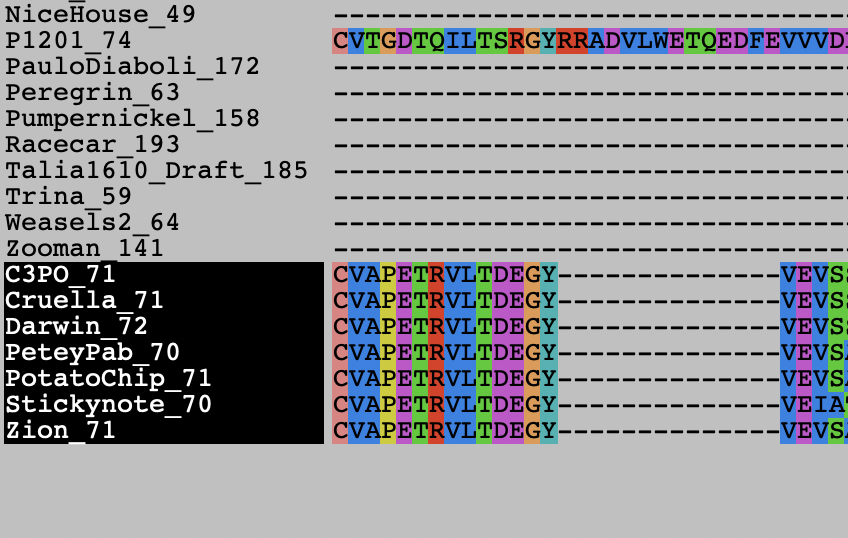 NiceHouse_49 --------------------------------
P1201_74 CVTGDTQILTSRGYRRADVLWETQEDFEVVVD
PauloDiaboli_172 --------------------------------
Peregrin_63 --------------------------------
Pumpernickel_158 --------------------------------
Racecar_193 --------------------------------
Talia1610_Draft_185 --------------------------------
Trina_59 --------------------------------
Weasels2_64 --------------------------------
Zooman_141 --------------------------------
C3PO_71 CVAPETRVLTDEGY--------------VEVS
Cruella_71 CVAPETRVLTDEGY--------------VEVS
Darwin_72 CVAPETRVLTDEGY--------------VEVS
PeteyPab_70 CVAPETRVLTDEGY--------------VEVS
PotatoChip_71 CVAPETRVLTDEGY--------------VEVS
Stickynote_70 CVAPETRVLTDEGY--------------VEIA
Zion_71 CVAPETRVLTDEGY--------------VEVS